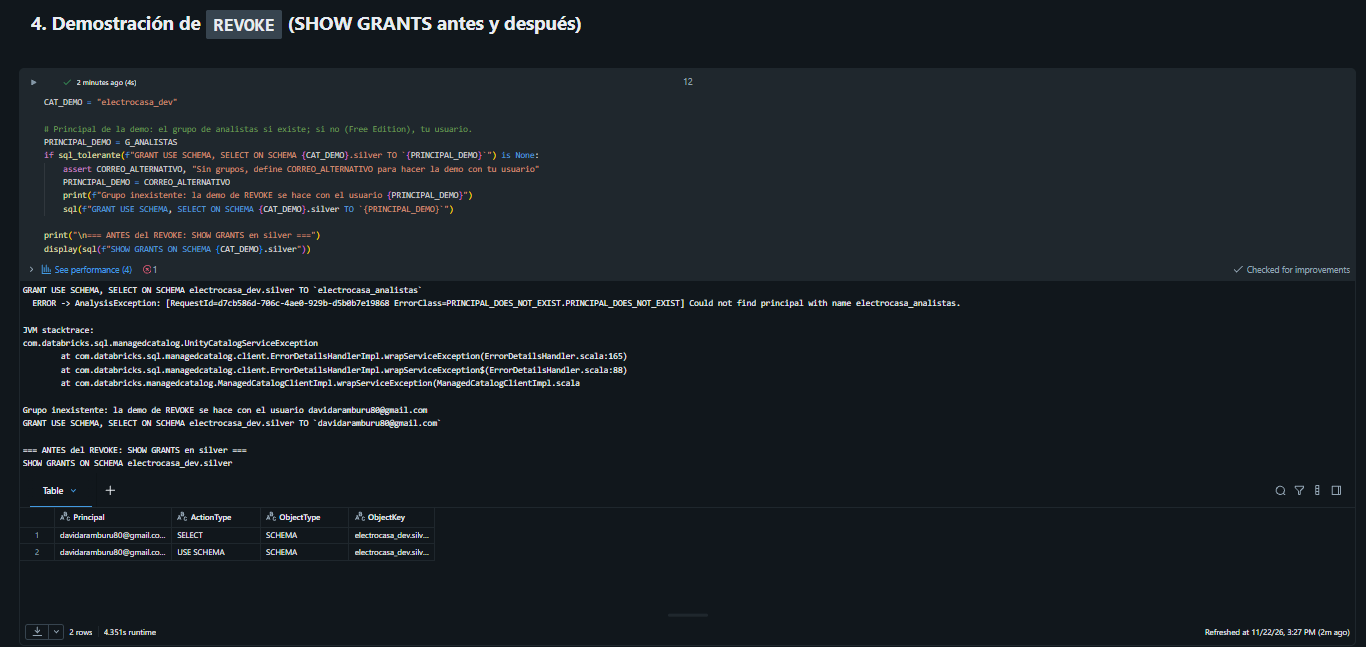 4. Demostración de REVOKE (SHOW GRANTS antes y después)
2 minutes ago (4s)
12
CAT_DEMO = "electrocasa_dev"
# Principal de la demo: el grupo de analistas si existe; si no (Free Edition), tu usuario.
PRINCIPAL_DEMO = G_ANALISTAS
if sql_tolerante(f"GRANT USE SCHEMA, SELECT ON SCHEMA {CAT_DEMO}.silver TO `{PRINCIPAL_DEMO}`") is None:
    assert CORREO_ALTERNATIVO, "Sin grupos, define CORREO_ALTERNATIVO para hacer la demo con tu usuario"
    PRINCIPAL_DEMO = CORREO_ALTERNATIVO
    print(f"Grupo inexistente: la demo de REVOKE se hace con el usuario {PRINCIPAL_DEMO}")
    sql(f"GRANT USE SCHEMA, SELECT ON SCHEMA {CAT_DEMO}.silver TO `{PRINCIPAL_DEMO}`")
print("\n=== ANTES del REVOKE: SHOW GRANTS en silver ===")
display(sql(f"SHOW GRANTS ON SCHEMA {CAT_DEMO}.silver"))
See performance (4) 1
Checked for improvements
GRANT USE SCHEMA, SELECT ON SCHEMA electrocasa_dev.silver TO `electrocasa_analistas`
  ERROR -> AnalysisException: [RequestId=d7cb586d-706c-4ae0-929b-d5b0b7e19868 ErrorClass=PRINCIPAL_DOES_NOT_EXIST.PRINCIPAL_DOES_NOT_EXIST] Could not find principal with name electrocasa_analistas.
JVM stacktrace:
com.databricks.sql.managedcatalog.UnityCatalogServiceException
        at com.databricks.sql.managedcatalog.client.ErrorDetailsHandlerImpl.wrapServiceException(ErrorDetailsHandler.scala:165)
        at com.databricks.sql.managedcatalog.client.ErrorDetailsHandlerImpl.wrapServiceException$(ErrorDetailsHandler.scala:88)
        at com.databricks.managedcatalog.ManagedCatalogClientImpl.wrapServiceException(ManagedCatalogClientImpl.scala
Grupo inexistente: la demo de REVOKE se hace con el usuario davidaramburu80@gmail.com
GRANT USE SCHEMA, SELECT ON SCHEMA electrocasa_dev.silver TO `davidaramburu80@gmail.com`
=== ANTES del REVOKE: SHOW GRANTS en silver ===
SHOW GRANTS ON SCHEMA electrocasa_dev.silver
Table +
Principal ActionType ObjectType ObjectKey
1 davidaramburu80@gmail.co... SELECT SCHEMA electrocasa_dev.silv...
2 davidaramburu80@gmail.co... USE SCHEMA SCHEMA electrocasa_dev.silv...
2 rows 4.351s runtime
Refreshed at 11/22/26, 3:27 PM (2m ago)